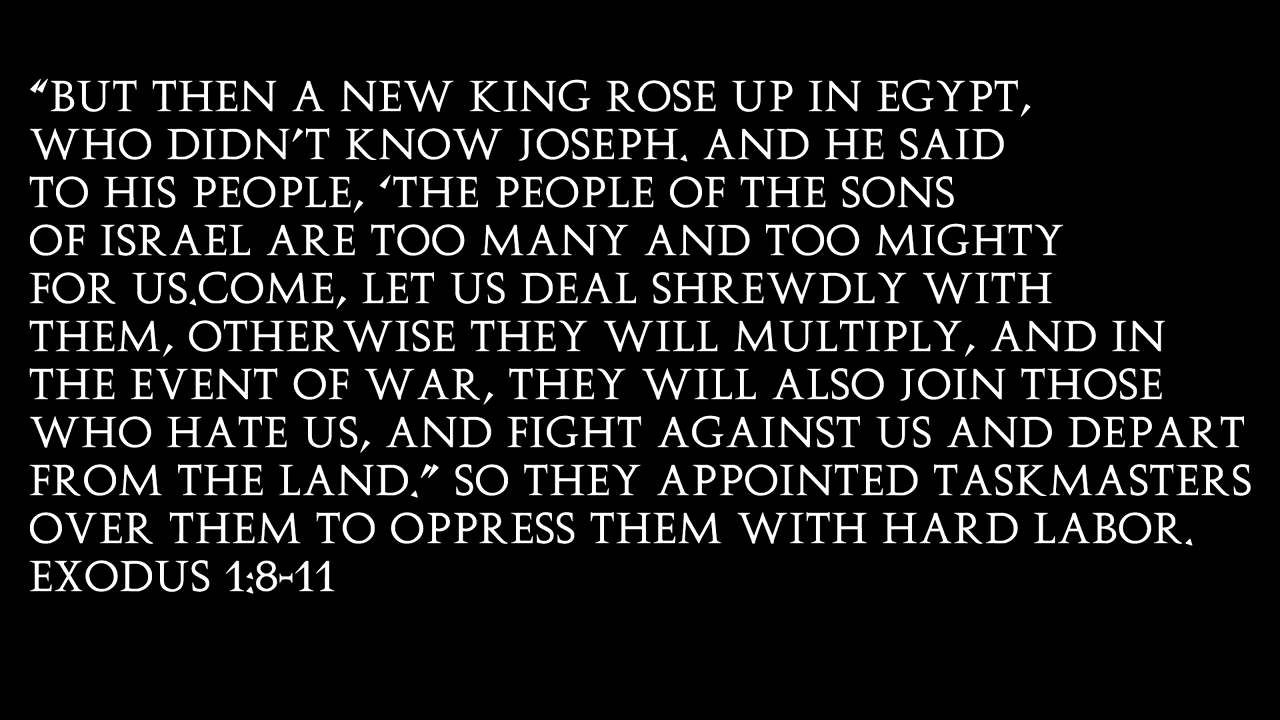 “BUT THEN A NEW KING ROSE UP IN EGYPT,
WHO DIDN’T KNOW JOSEPH. AND HE SAID
TO HIS PEOPLE, ‘THE PEOPLE OF THE SONS
OF ISRAEL ARE TOO MANY AND TOO MIGHTY
FOR US.COME, LET US DEAL SHREWDLY WITH
THEM, OTHERWISE THEY WILL MULTIPLY, AND IN
THE EVENT OF WAR, THEY WILL ALSO JOIN THOSE
WHO HATE US, AND FIGHT AGAINST US AND DEPART
FROM THE LAND.” SO THEY APPOINTED TASKMASTERS
OVER THEM TO OPPRESS THEM WITH HARD LABOR.
EXODUS 1:8-11